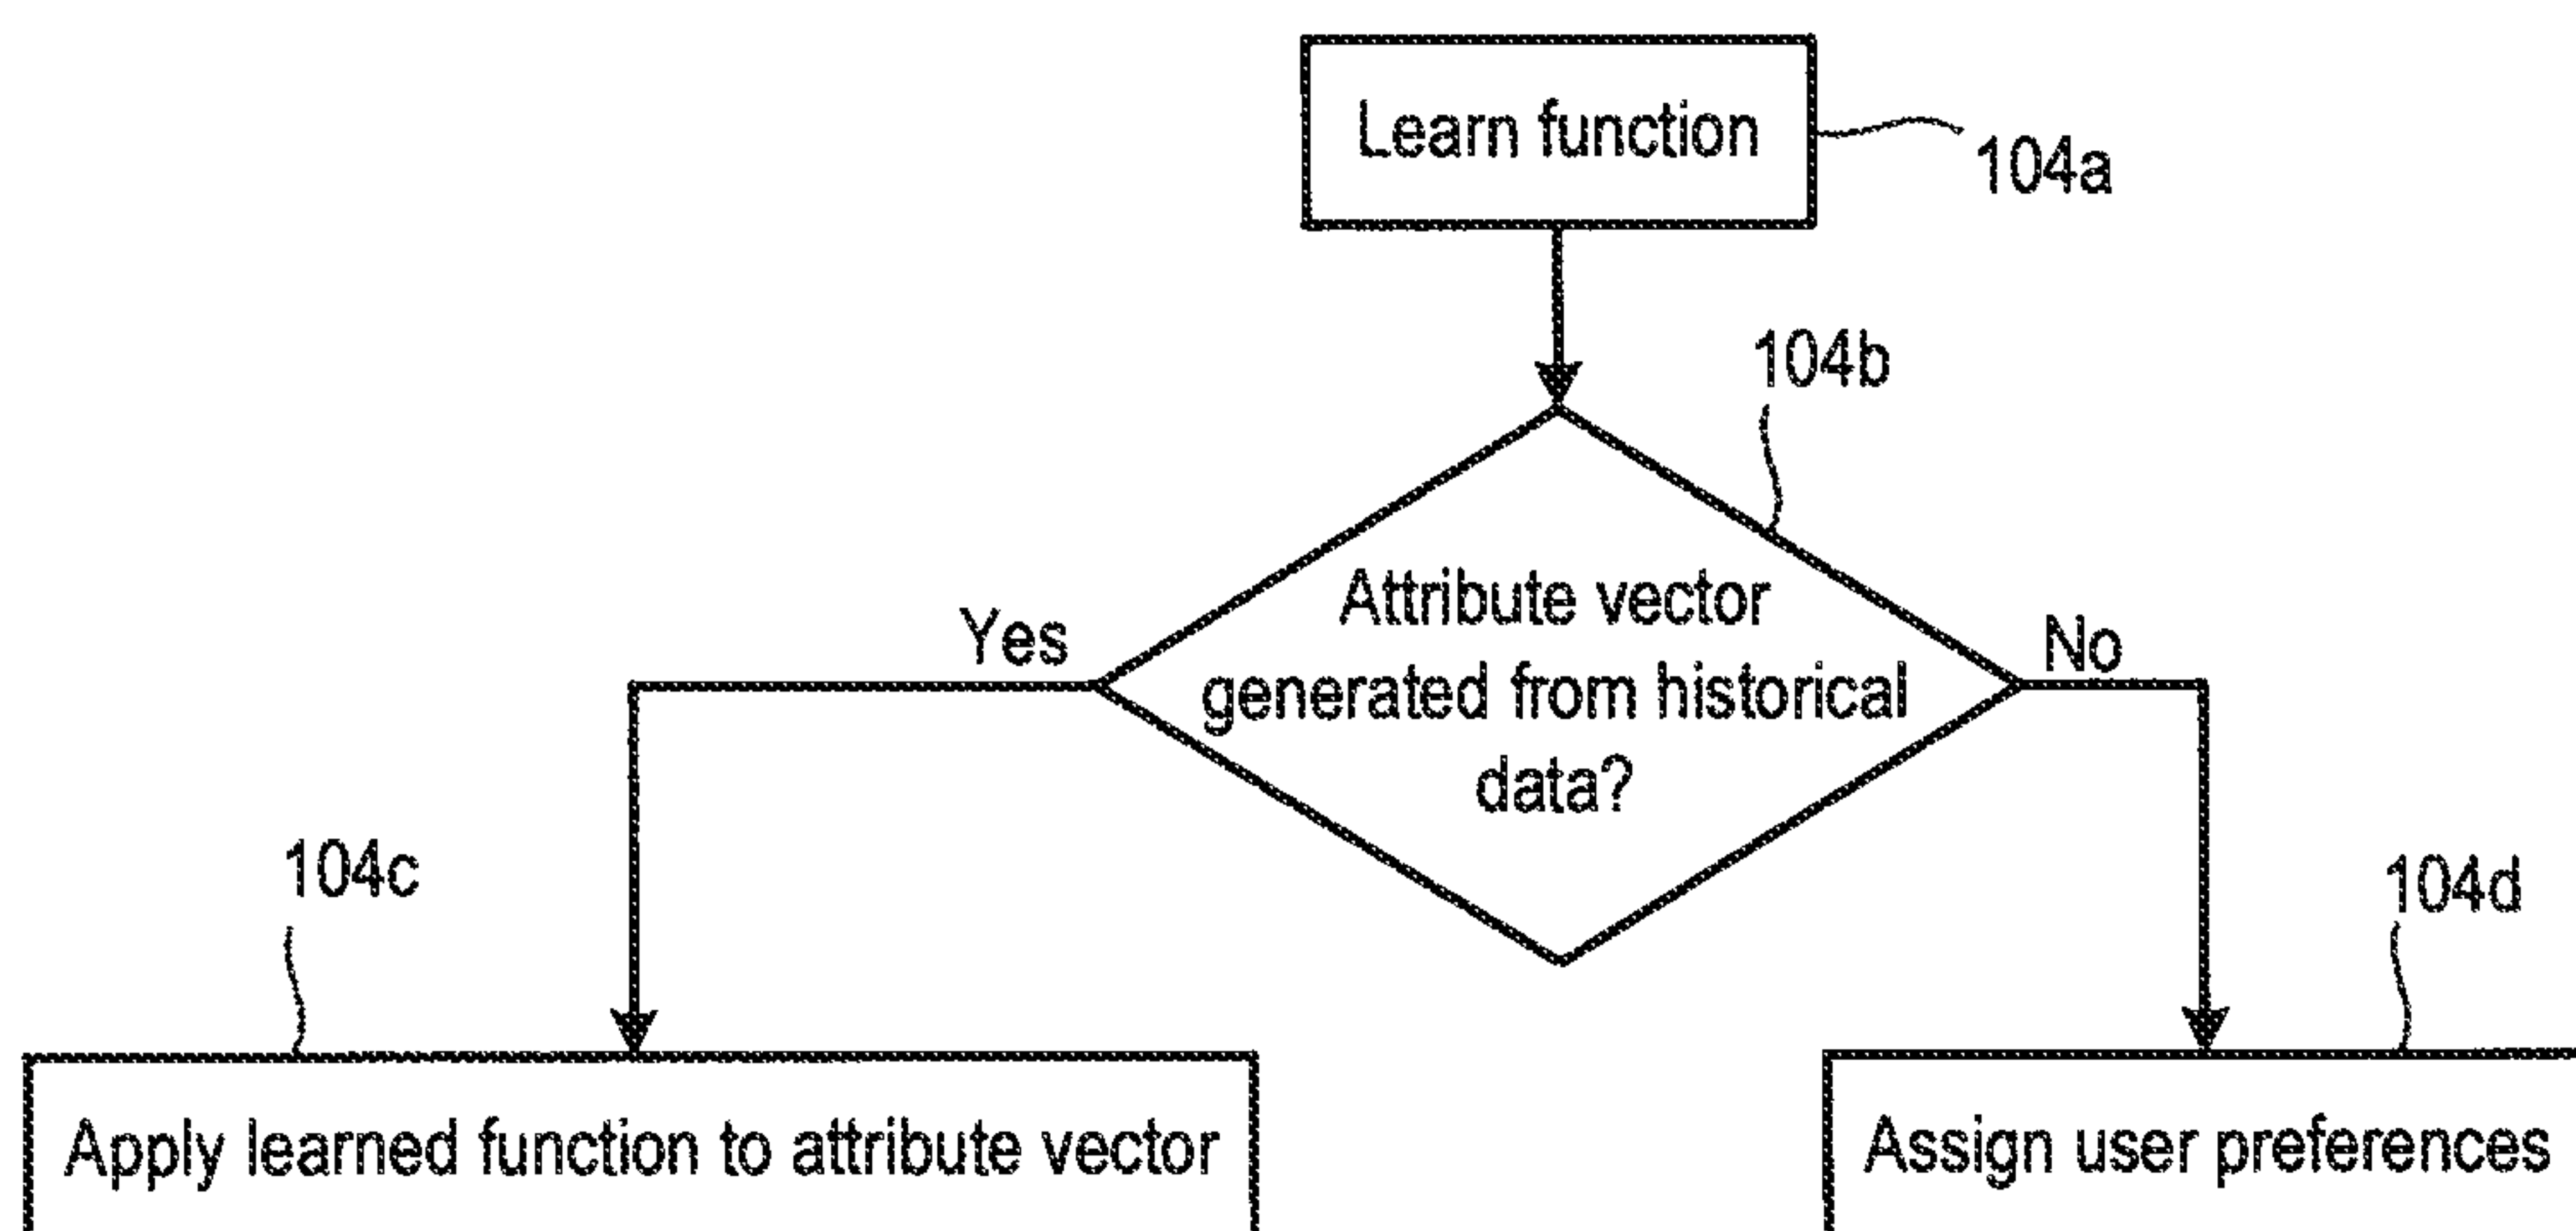 Learn function
104a
104b
Attribute vector
generated from historical
data?
Yes
No
104c
104d
Apply learned function to attribute vector
Assign user preferences